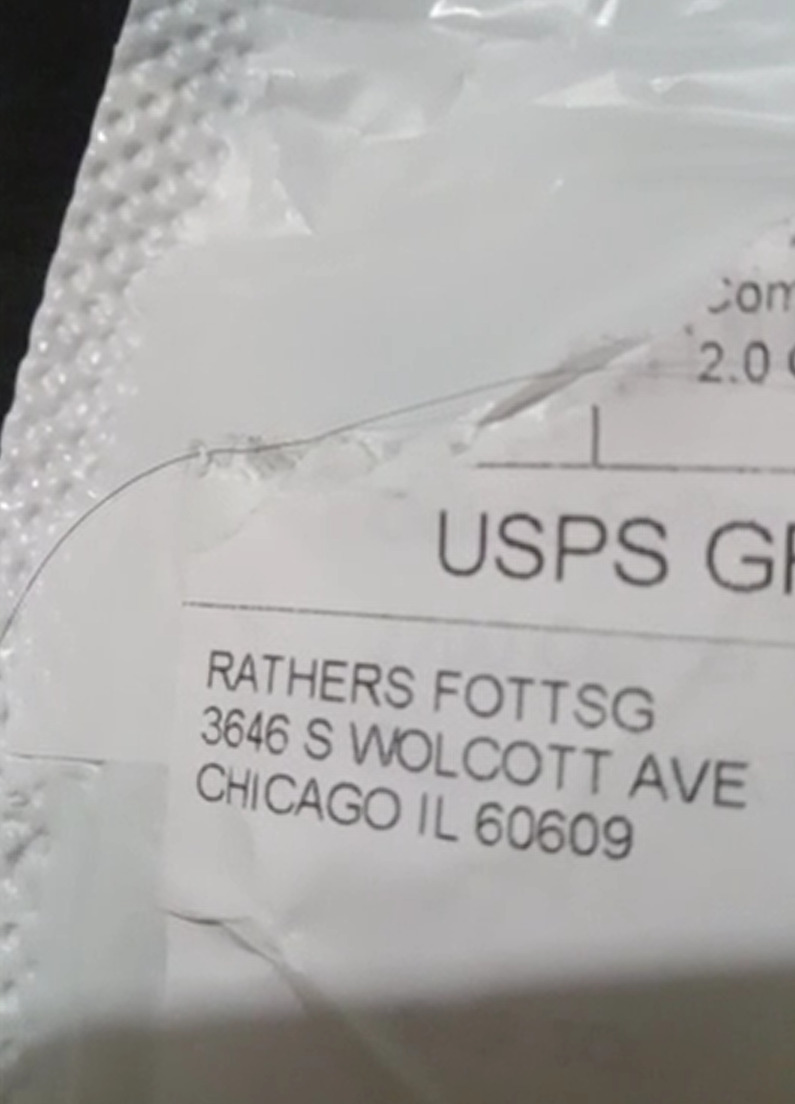 2.0
USPS
RATHERS FOTTSG
3646 S WOLCOTT AVE
CHICAGO IL 60609